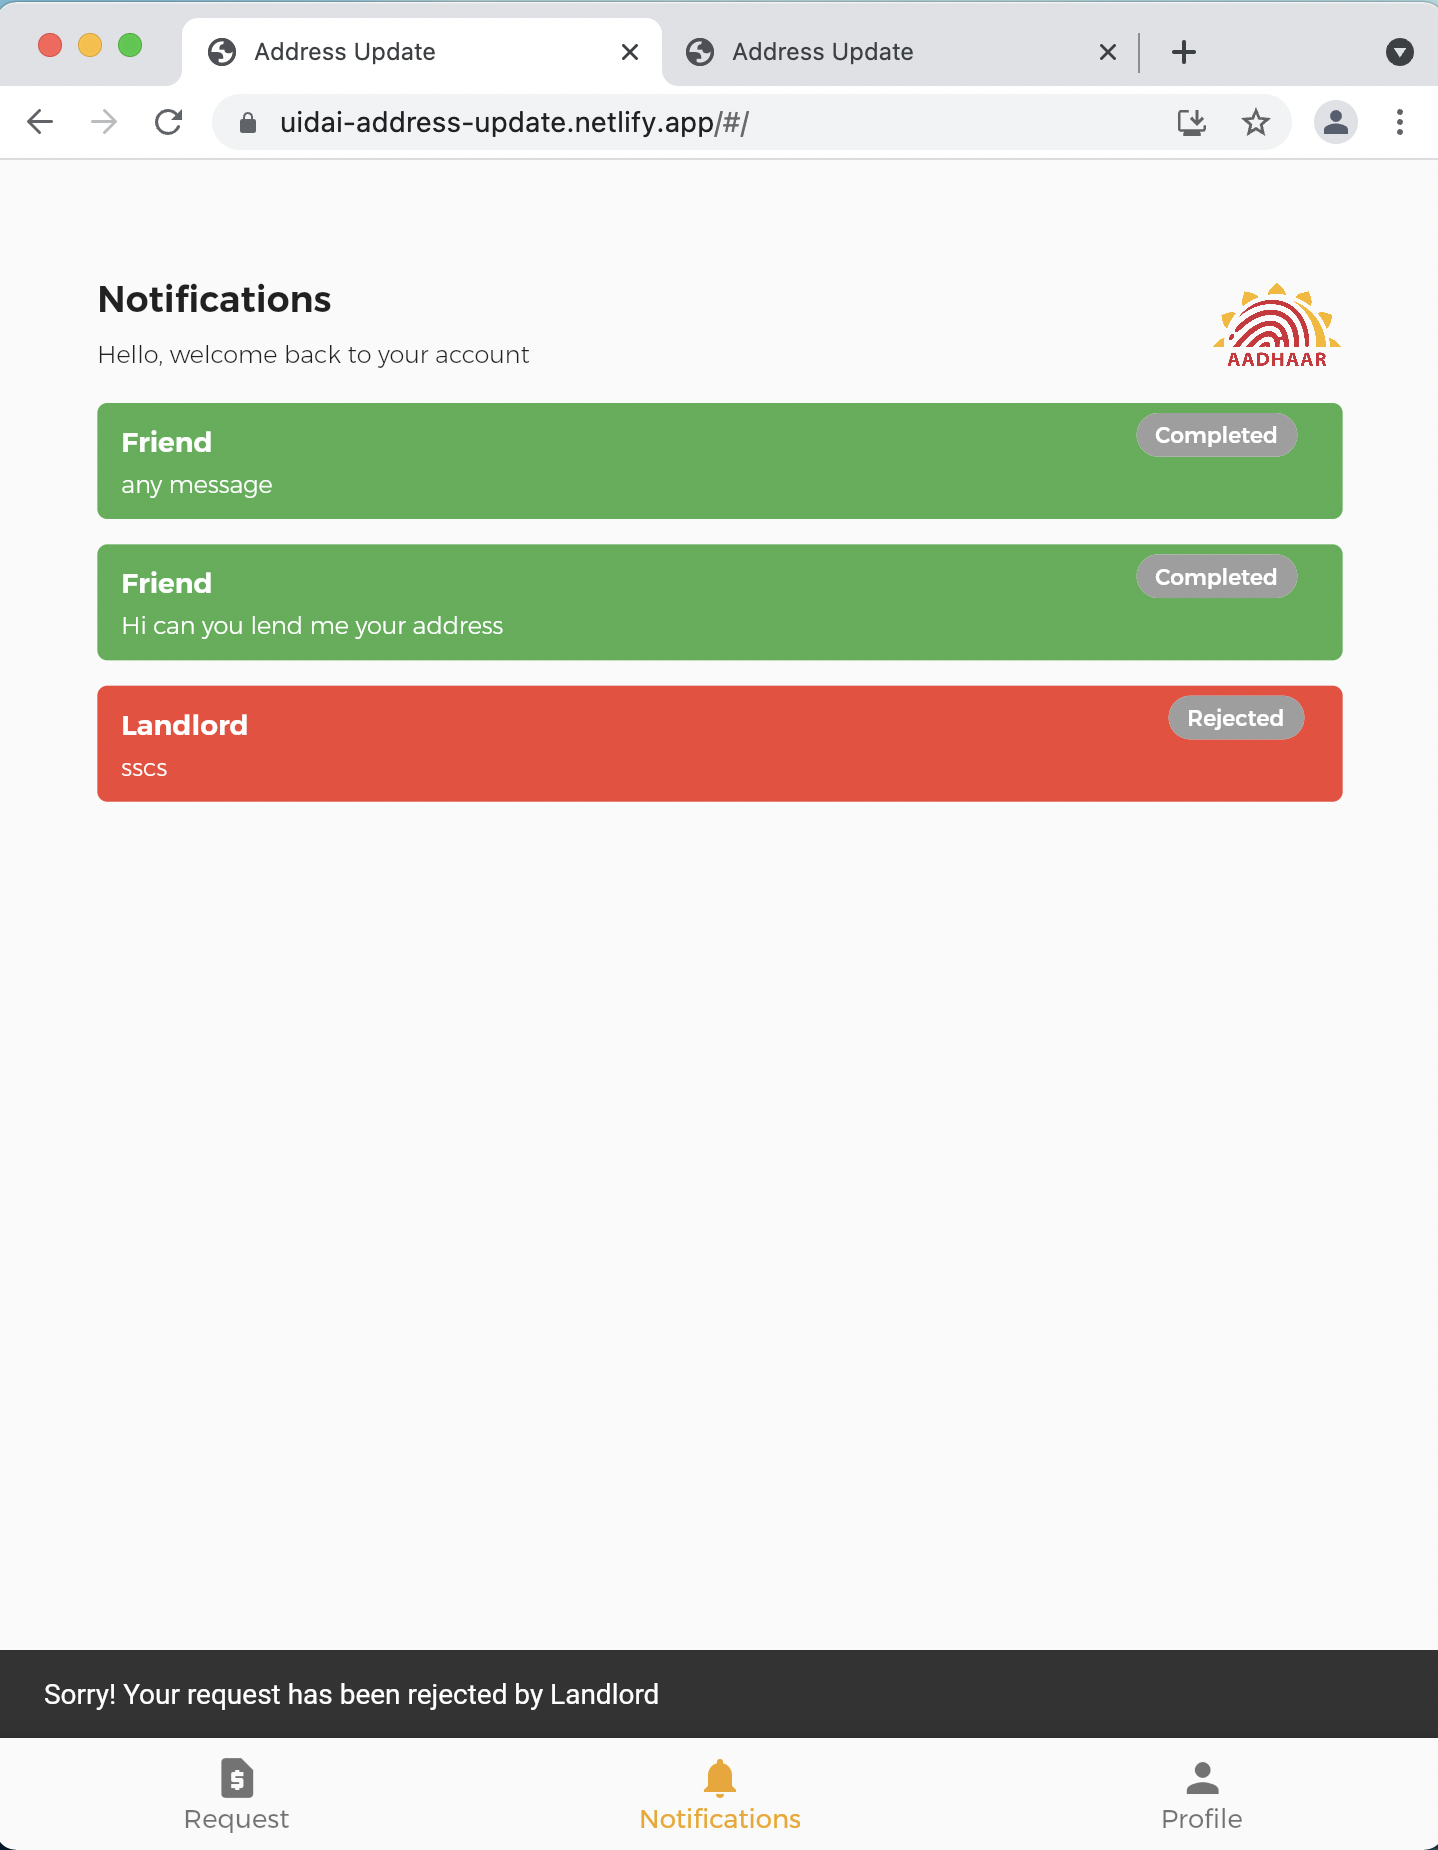 Address Update
Address Update
uidai-address-update.netlify.app/#/
Notifications
Hello, welcome back to your account
AADHAAR
Friend
Completed
any message
Friend
Completed
Hi can you lend me your address
Landlord
Rejected
sscs
Sorry! Your request has been rejected by Landlord
Request
Notifications
Profile